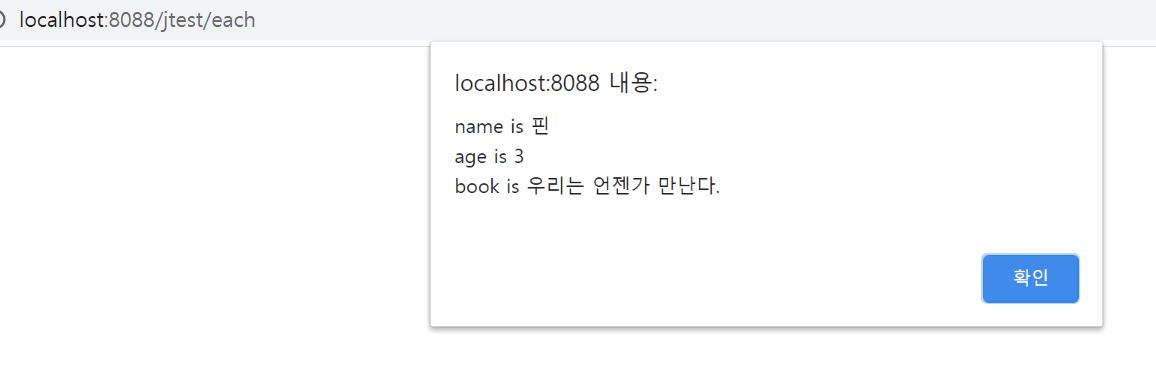 localhost:8088/jtest/each
localhost:8088 내용:
name is 핀
age is 3
book is 우리는 언젠가 만난다.
확인